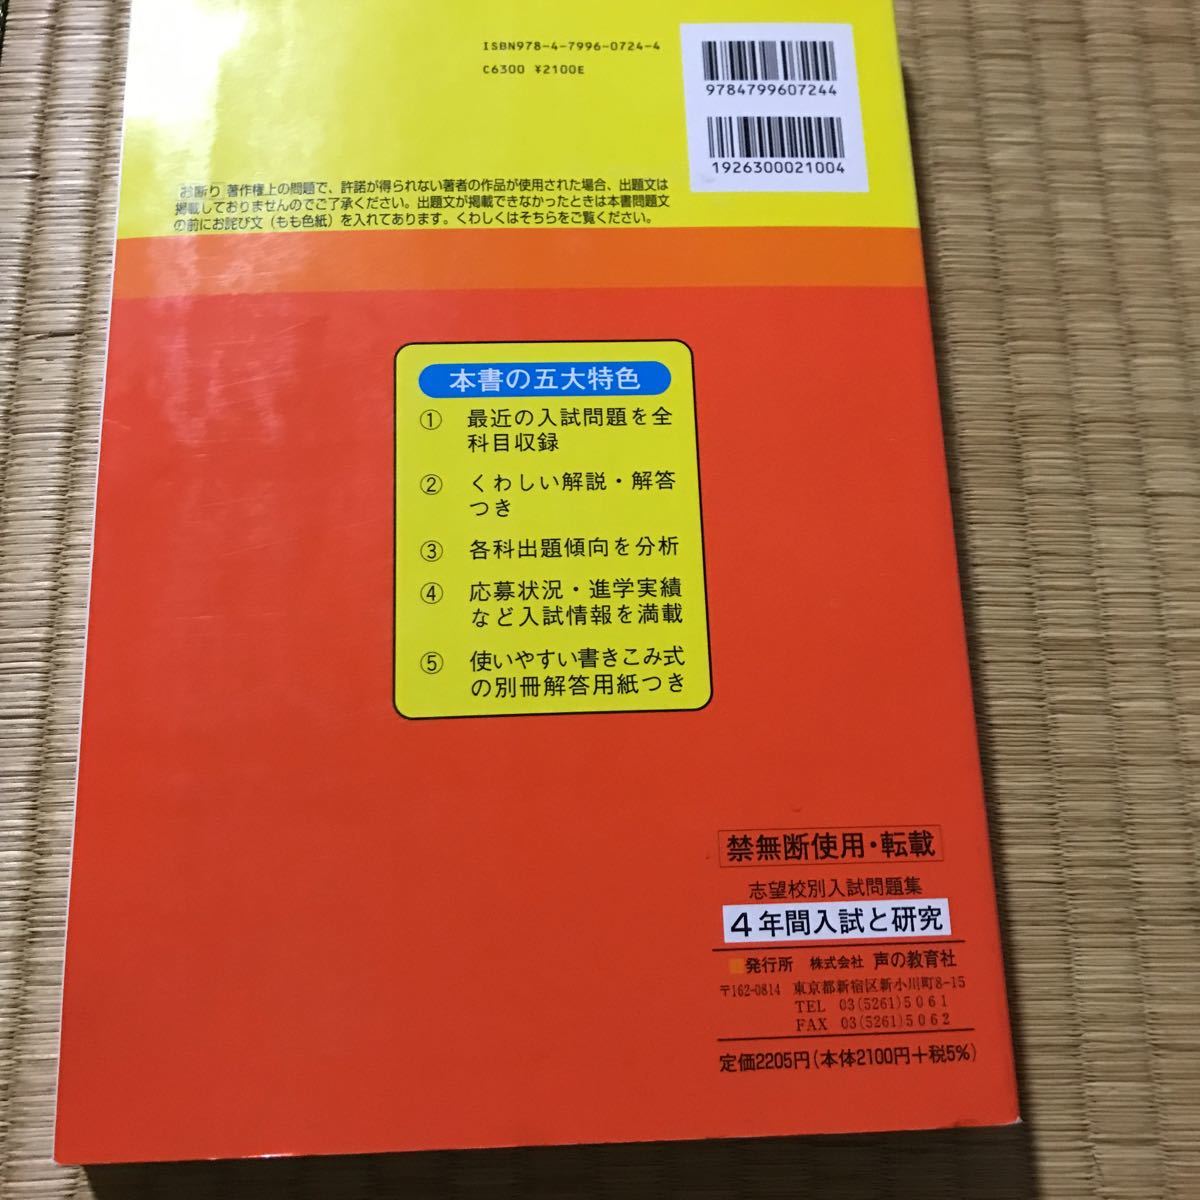 ISBN978-4-7996-0724-4
C6300 ¥2100E
9784799607244
1926300021004
お断り 著作権上の問題で、許諾が得られない著者の作品が使用された場合、出題文は
掲載しておりませんのでご了承ください。出題文が掲載できなかったときは本書問題文
の前にお詫び文（もも色紙）を入れてあります。くわしくはそちらをご覧ください。
本書の五大特色
① 最近の入試問題を全
科目収録
② くわしい解説・解答
つき
③ 各科出題傾向を分析
④ 応募状況・進学実績
など入試情報を満載
⑤ 使いやすい書きこみ式
の別冊解答用紙つき
禁無断使用・転載
志望校別入試問題集
4年間入試と研究
■発行所 株式会社 声の教育社
〒162-0814 東京都新宿区新小川町8-15
TEL 03(5261)5061
FAX 03(5261)5062
定価2205円(本体2100円+税5%)